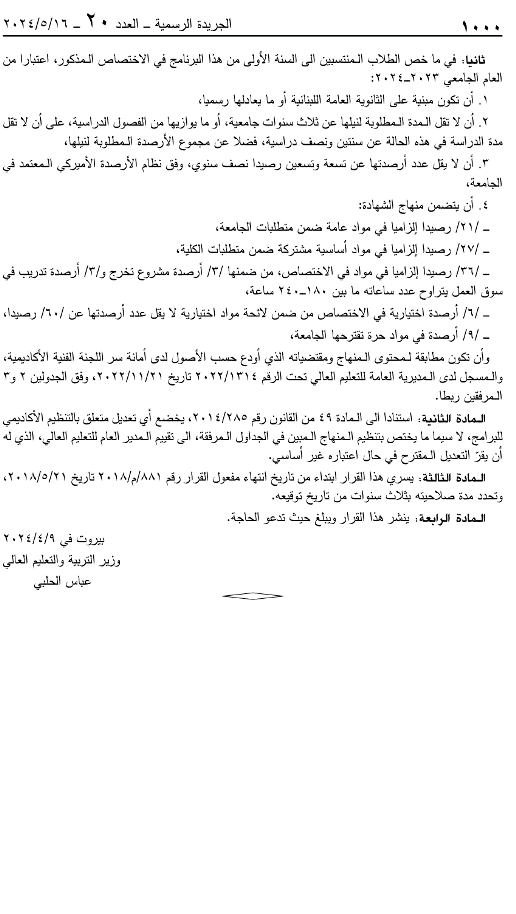 ١٠٠٠ الجريدة الرسمية ــ العدد ٢٠ ــ ٢٠٢٤/٥/١٦
ثانيا: في ما خص الطلاب المنتسبين الى السنة الأولى من هذا البرنامج في الاختصاص المذكور، اعتبارا من
العام الجامعي ٢٠٢٣ــ٢٠٢٤:
١. أن تكون مبنية على الثانوية العامة اللبنانية أو ما يعادلها رسميا،
٢. أن لا تقل المدة المطلوبة لنيلها عن ثلاث سنوات جامعية، أو ما يوازيها من الفصول الدراسية، على أن لا تقل
مدة الدراسة في هذه الحالة عن سنتين ونصف دراسية، فضلا عن مجموع الأرصدة المطلوبة لنيلها،
٣. أن لا يقل عدد أرصدتها عن تسعة وتسعين رصيدا نصف سنوي، وفق نظام الأرصدة الأميركي المعتمد في
الجامعة،
٤. أن يتضمن منهاج الشهادة:
ــ /٢١/ رصيدا إلزاميا في مواد عامة ضمن متطلبات الجامعة،
ــ /٢٧/ رصيدا إلزاميا في مواد أساسية مشتركة ضمن متطلبات الكلية،
ــ /٣٦/ رصيدا إلزاميا في مواد في الاختصاص، من ضمنها /٣/ أرصدة مشروع تخرج و/٣/ أرصدة تدريب في
سوق العمل يتراوح عدد ساعاته ما بين ١٨٠ــ٢٤٠ ساعة،
ــ /٦/ أرصدة اختيارية في الاختصاص من ضمن لائحة مواد اختيارية لا يقل عدد أرصدتها عن /٦٠/ رصيدا،
ــ /٩/ أرصدة في مواد حرة تقترحها الجامعة،
وأن تكون مطابقة لمحتوى المنهاج ومقتضياته الذي أودع حسب الأصول لدى أمانة سر اللجنة الفنية الأكاديمية،
والمسجل لدى المديرية العامة للتعليم العالي تحت الرقم ٢٠٢٢/١٣١٤ تاريخ ٢٠٢٢/١١/٢١، وفق الجدولين ٢ و٣
المرفقين ربطا.
المادة الثانية: استنادا الى المادة ٤٩ من القانون رقم ٢٠١٤/٢٨٥، يخضع أي تعديل متعلق بالتنظيم الأكاديمي
للبرامج، لا سيما ما يختص بتنظيم المنهاج المبين في الجداول المرفقة، الى تقييم المدير العام للتعليم العالي، الذي له
أن يقرّ التعديل المقترح في حال اعتباره غير أساسي.
المادة الثالثة: يسري هذا القرار ابتداء من تاريخ انتهاء مفعول القرار رقم ٨٨١/م/٢٠١٨ تاريخ ٢٠١٨/٥/٢١،
وتحدد مدة صلاحيته بثلاث سنوات من تاريخ توقيعه.
المادة الرابعة: ينشر هذا القرار ويبلغ حيث تدعو الحاجة.
بيروت في ٢٠٢٤/٤/٩
وزير التربية والتعليم العالي
عباس الحلبي